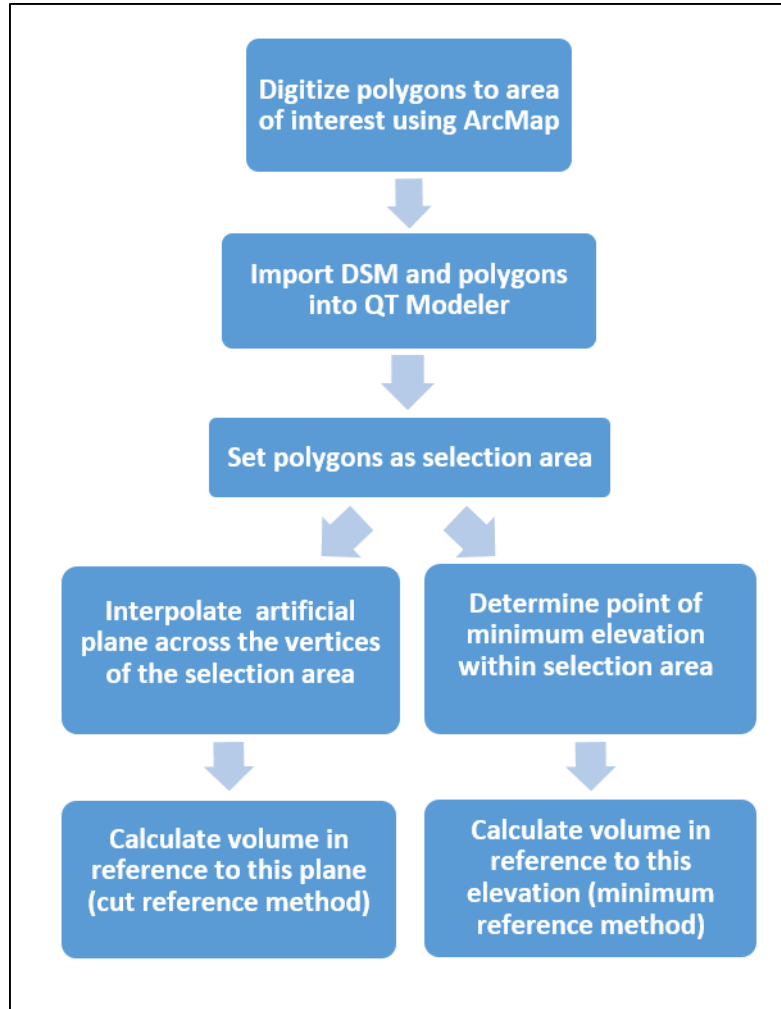 Digitize polygons to area
of interest using ArcMap
Import DSM and polygons
into QT Modeler
Set polygons as selection area
Interpolate artificial
plane across the vertices
of the selection area
Determine point of
minimum elevation
within selection area
Calculate volume in
reference to this plane
(cut reference method)
Calculate volume in
reference to this
elevation (minimum
reference method)